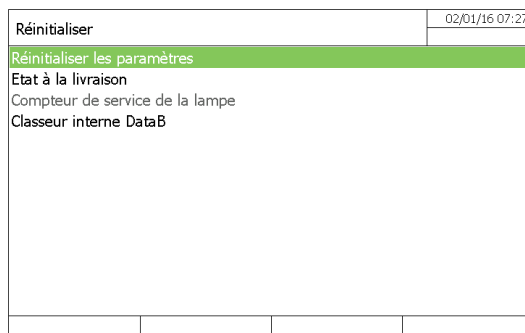 Réinitialiser
02/01/16 07:27
Réinitialiser les paramètres
Etat à la livraison
Compteur de service de la lampe
Classeur interne DataB